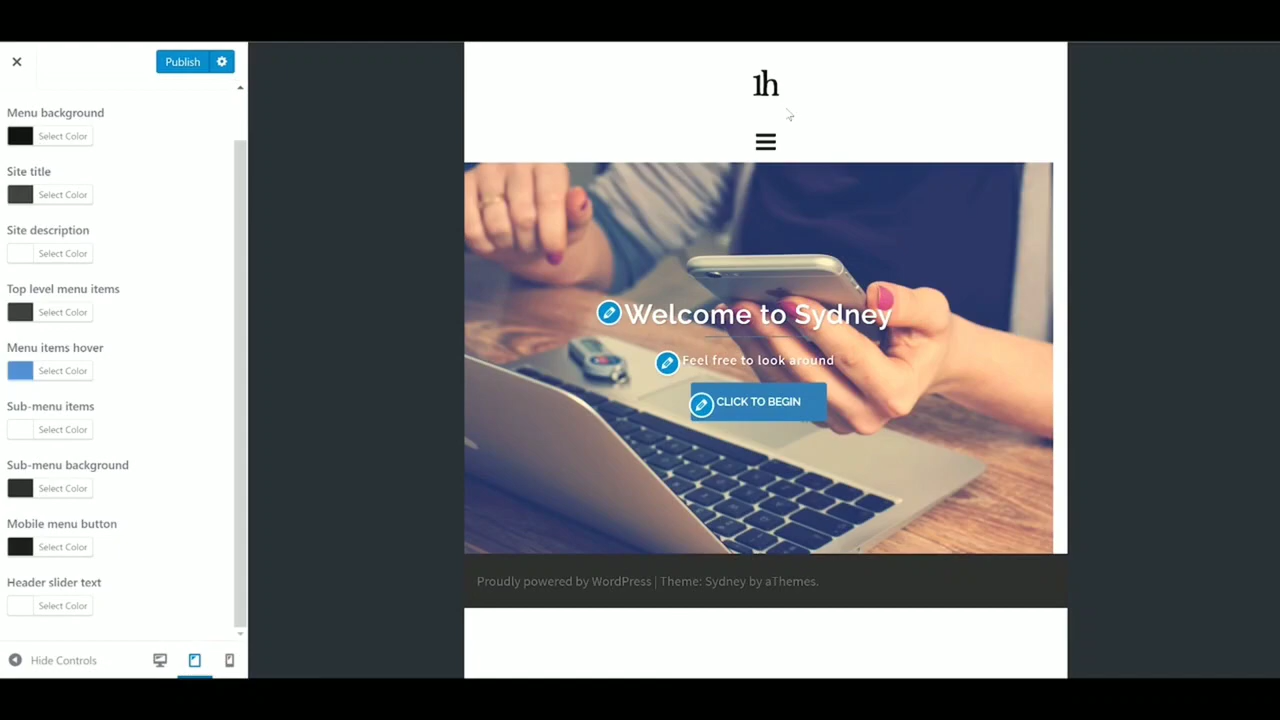 Publish
Menu background
Select Color
Site title
Select Color
Site description
Select Color
Top level menu items
Select Color
Menu items hover
Select Color
Sub-menu items
Select Color
Sub-menu background
Select Color
Mobile menu button
Select Color
Header slider text
Select Color
Hide Controls
1h
Welcome to Sydney
Feel free to look around
CLICK TO BEGIN
Proudly powered by WordPress | Theme: Sydney by aThemes.